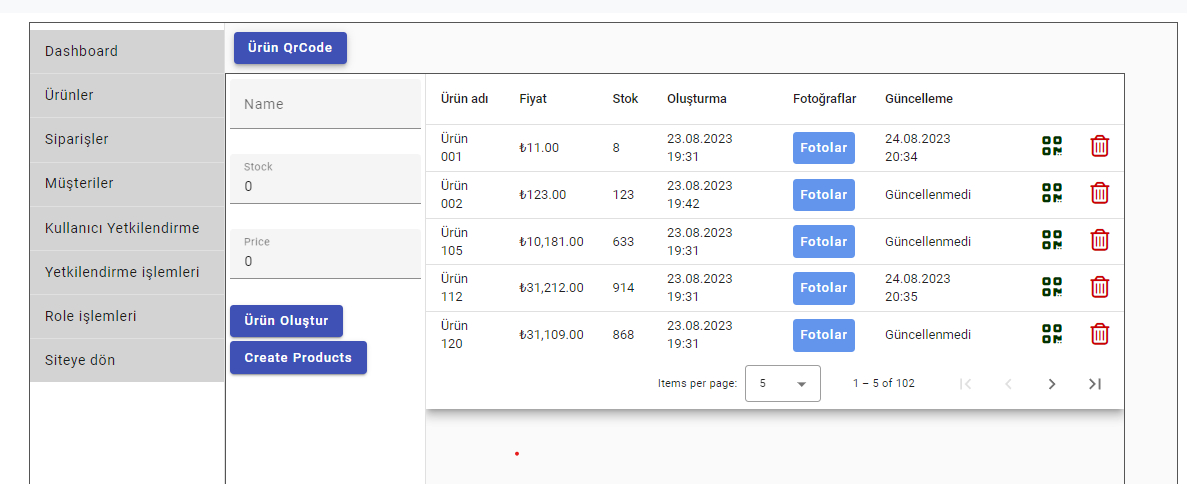 Dashboard
Ürünler
Siparişler
Müşteriler
Kullanıcı Yetkilendirme
Yetkilendirme işlemleri
Role işlemleri
Siteye dön
Ürün QrCode
Name
Stock
0
Price
0
Ürün Oluştur
Create Products
Ürün adı Fiyat Stok Oluşturma Fotoğraflar Güncelleme
Ürün
001
₺11.00
8
23.08.2023
19:31
Fotolar
24.08.2023
20:34
Ürün
002
₺123.00
123
23.08.2023
19:42
Fotolar
Güncellenmedi
Ürün
105
₺10,181.00
633
23.08.2023
19:31
Fotolar
Güncellenmedi
Ürün
112
₺31,212.00
914
23.08.2023
19:31
Fotolar
24.08.2023
20:35
Ürün
120
₺31,109.00
868
23.08.2023
19:31
Fotolar
Güncellenmedi
Items per page: 5 1 – 5 of 102